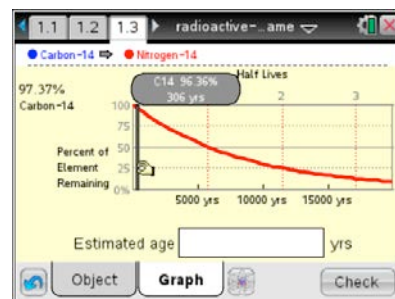 1.1 1.2 1.3 radioactive-...ame
Carbon-14 ⇨ Nitrogen-14
97.37%
Carbon-14
C14 96.36%
306 yrs
Half Lives
2 3
100
75
50
25
0%
Percent of
Element
Remaining
5000 yrs 10000 yrs 15000 yrs
Estimated age yrs
Object Graph Check